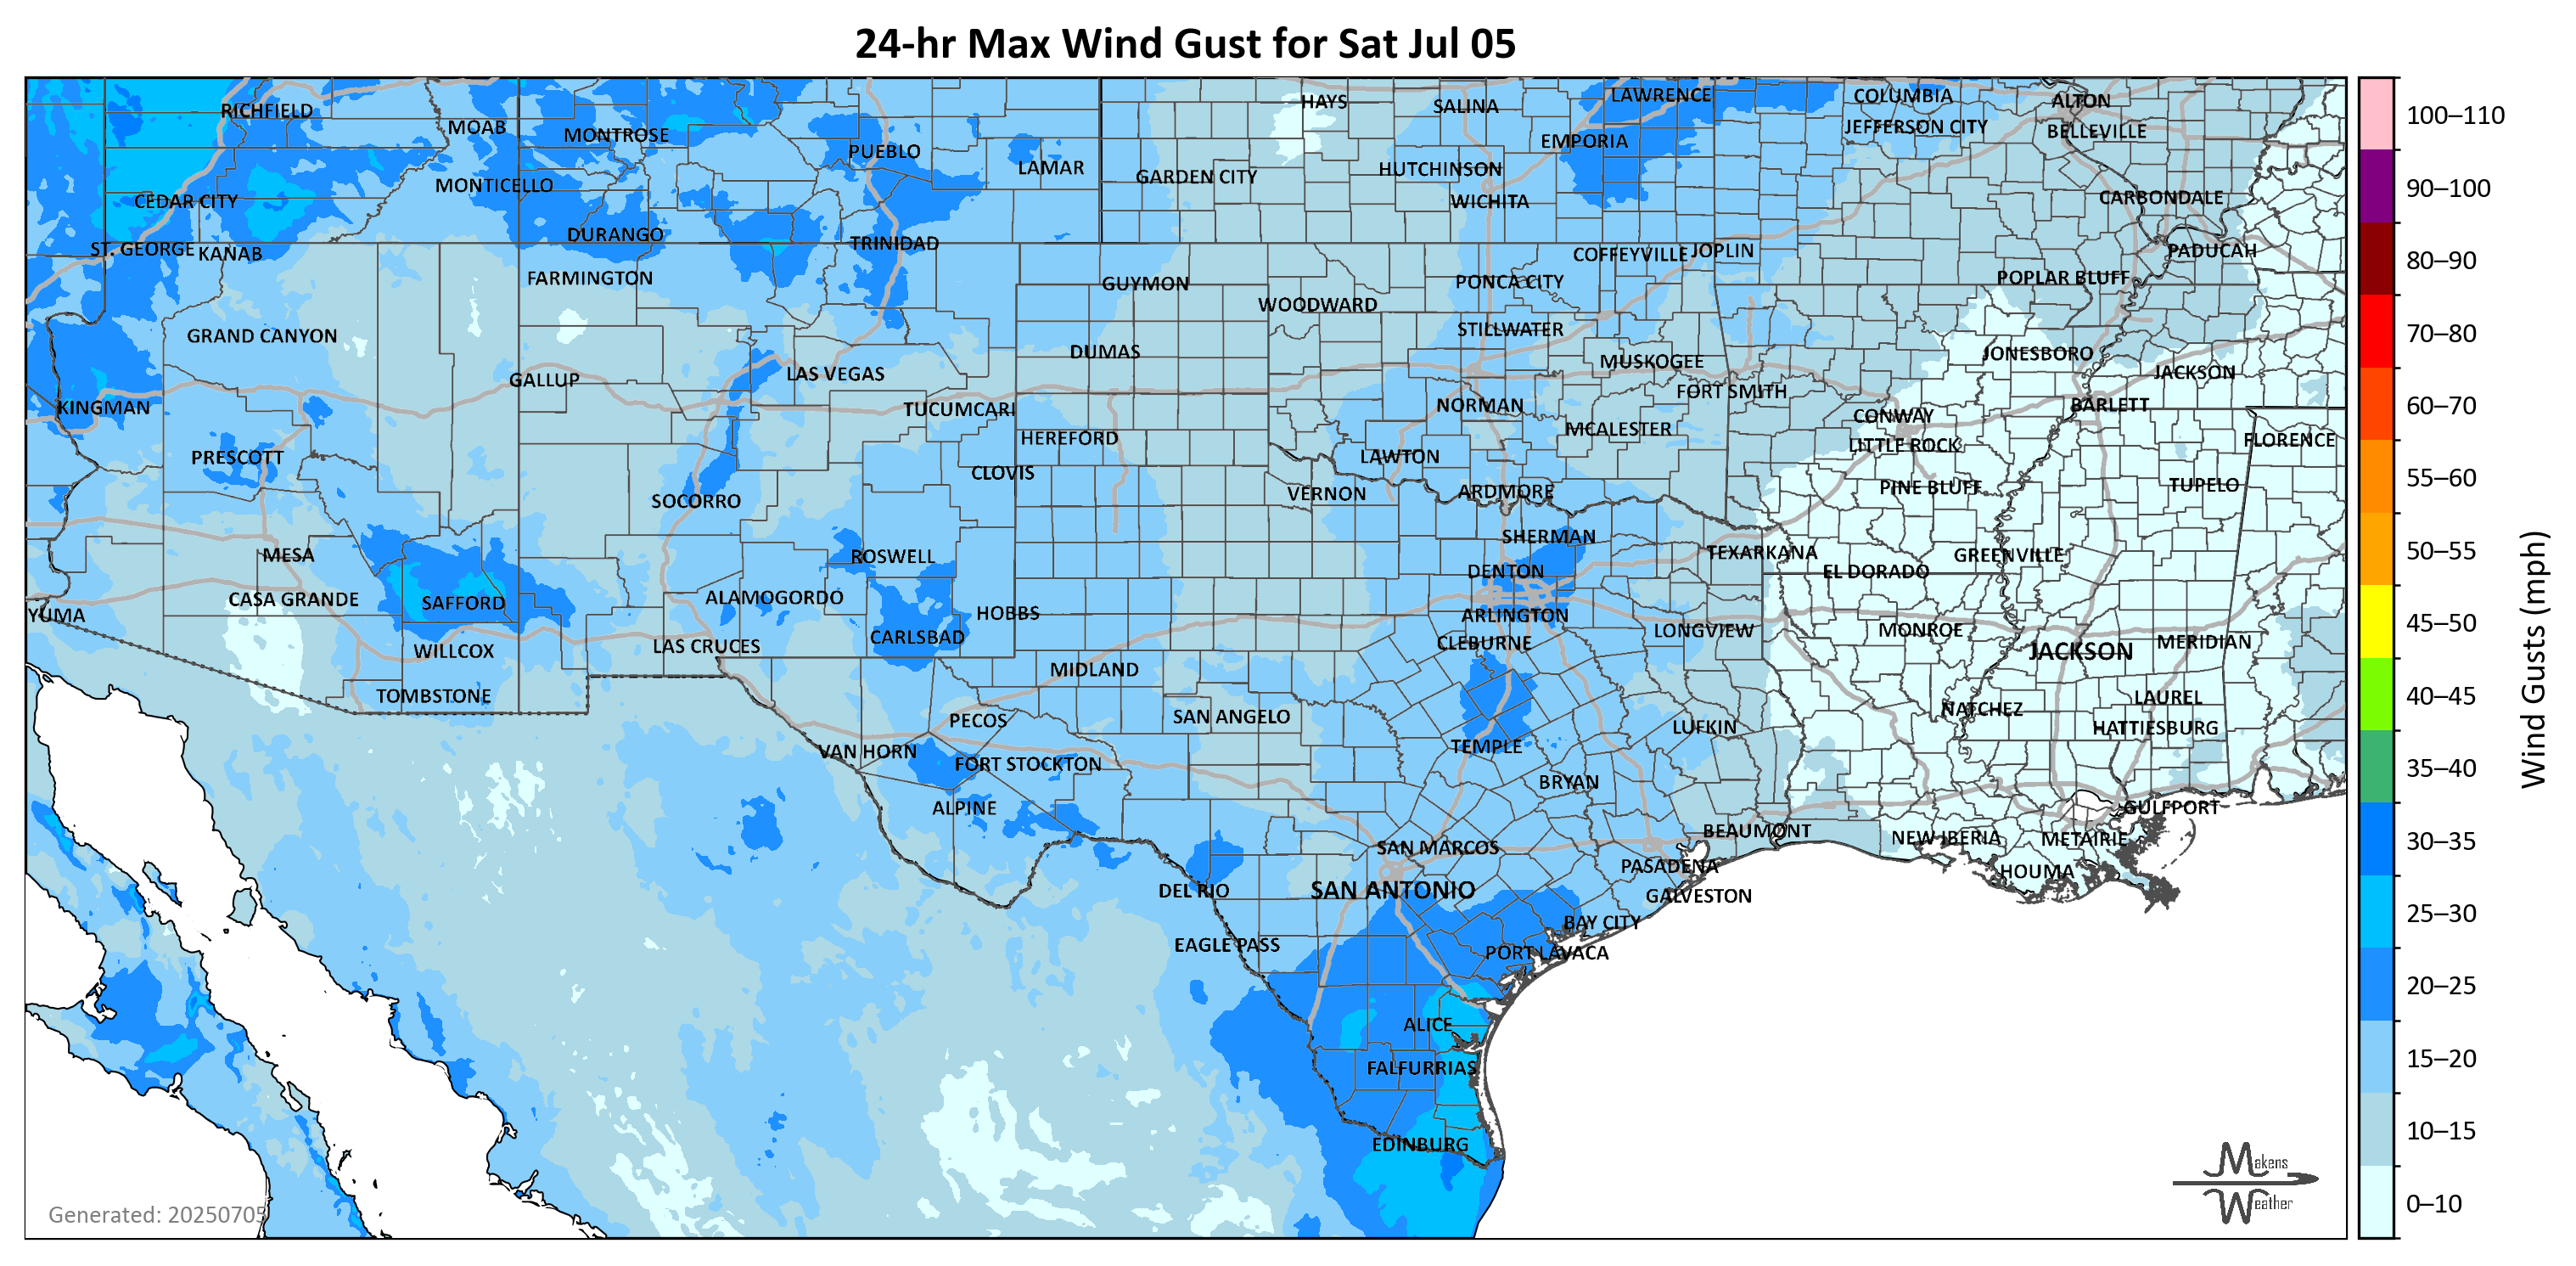 24-hr Max Wind Gust for Sat Jul 05
RICHFIELD
MOAB
MONTROSE
PUEBLO
LAMAR
HAYS
SALINA
LAWRENCE
COLUMBIA
ALTON
JEFFERSON CITY
BELLEVILLE
EMPORIA
GARDEN CITY
HUTCHINSON
MONTICELLO
CEDAR CITY
WICHITA
CARBONDALE
DURANGO
TRINIDAD
ST. GEORGE
KANAB
COFFEYVILLE
JOPLIN
PADUCAH
FARMINGTON
GUYMON
PONCA CITY
POPLAR BLUFF
WOODWARD
GRAND CANYON
STILLWATER
DUMAS
MUSKOGEE
JONESBORO
GALLUP
LAS VEGAS
JACKSON
FORT SMITH
KINGMAN
TUCUMCARI
NORMAN
CONWAY
BARLETT
HEREFORD
MCALESTER
LITTLE ROCK
FLORENCE
PRESCOTT
CLOVIS
LAWTON
SOCORRO
VERNON
ARDMORE
PINE BLUFF
TUPELO
MESA
ROSWELL
SHERMAN
TEXARKANA
GREENVILLE
DENTON
EL DORADO
CASA GRANDE
SAFFORD
ALAMOGORDO
HOBBS
YUMA
ARLINGTON
CARLSBAD
CLEBURNE
LONGVIEW
MONROE
MERIDIAN
WILLCOX
LAS CRUCES
JACKSON
MIDLAND
TOMBSTONE
LAUREL
PECOS
SAN ANGELO
NATCHEZ
LUFKIN
HATTIESBURG
VAN HORN
TEMPLE
FORT STOCKTON
BRYAN
ALPINE
GULFPORT
BEAUMONT
NEW IBERIA
METAIRIE
SAN MARCOS
PASADENA
HOUMA
DEL RIO
SAN ANTONIO
GALVESTON
BAY CITY
EAGLE PASS
PORT LAVACA
ALICE
FALFURRIAS
EDINBURG
Generated: 20250705
Makens
Weather
100–110
90–100
80–90
70–80
60–70
55–60
50–55
45–50
40–45
35–40
30–35
25–30
20–25
15–20
10–15
0–10
Wind Gusts (mph)